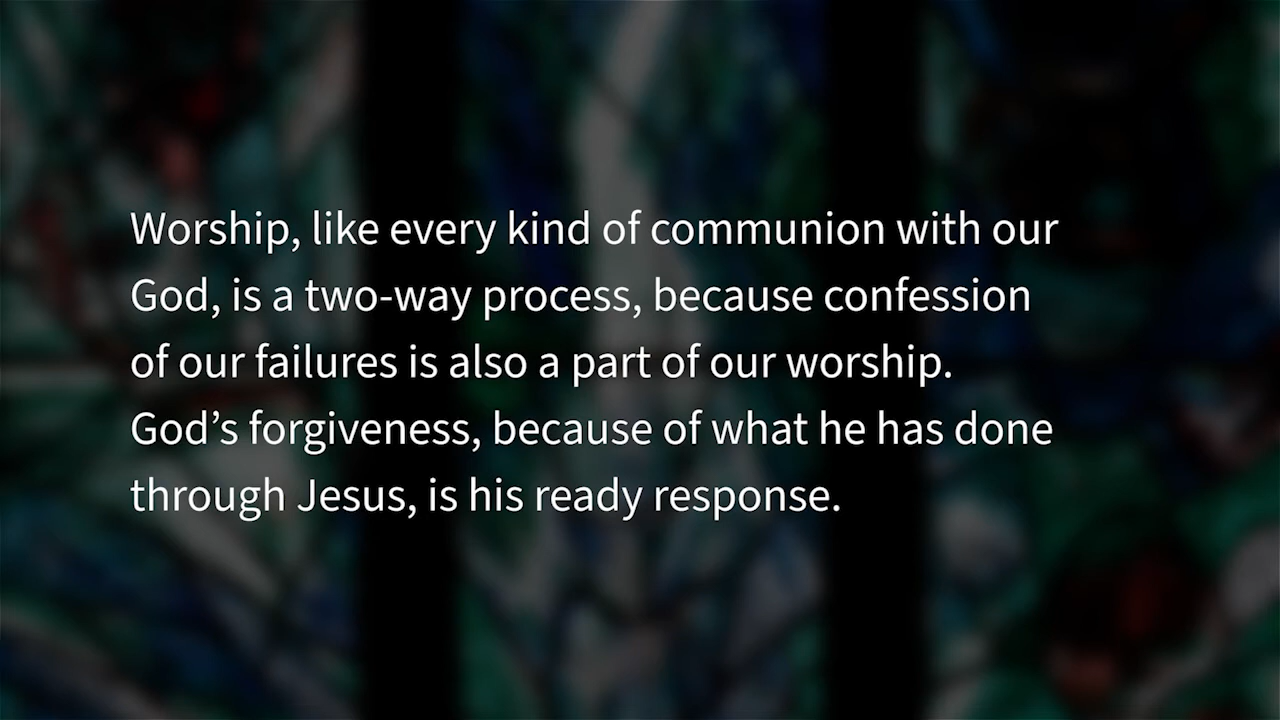 Worship, like every kind of communion with our
God, is a two-way process, because confession
of our failures is also a part of our worship.
God’s forgiveness, because of what he has done
through Jesus, is his ready response.